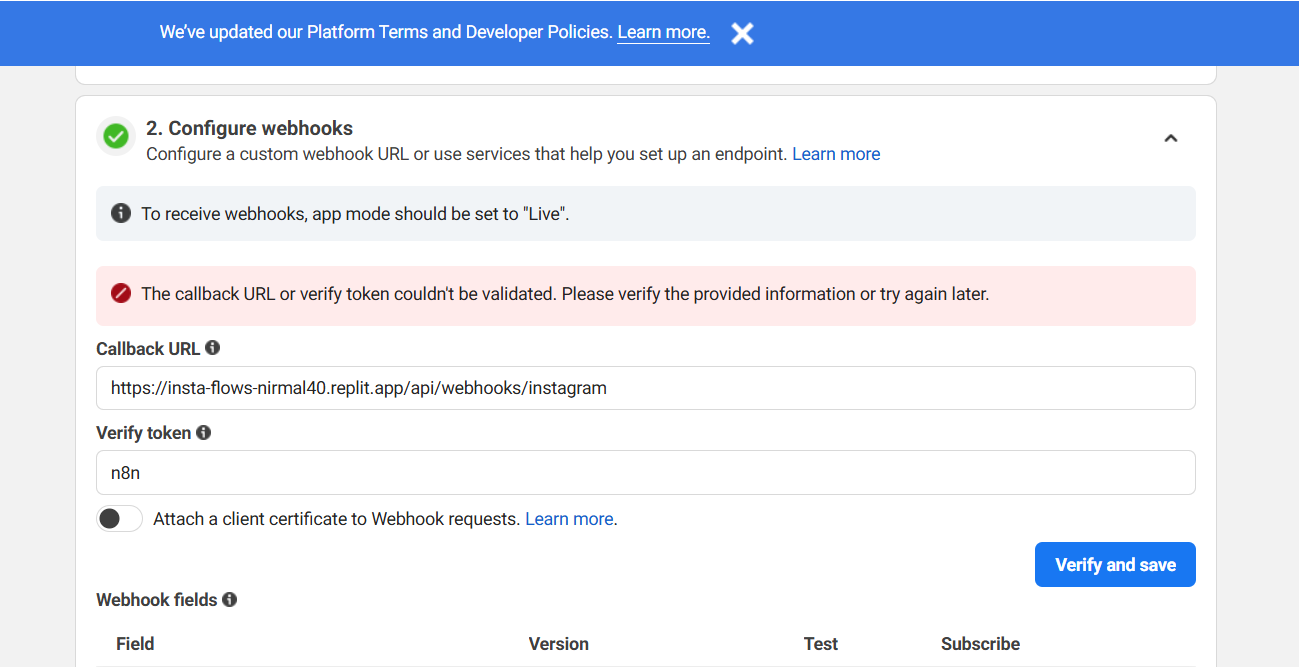 We've updated our Platform Terms and Developer Policies. Learn more.
2. Configure webhooks
Configure a custom webhook URL or use services that help you set up an endpoint. Learn more
To receive webhooks, app mode should be set to "Live".
The callback URL or verify token couldn't be validated. Please verify the provided information or try again later.
Callback URL
https://insta-flows-nirmal40.replit.app/api/webhooks/instagram
Verify token
n8n
Attach a client certificate to Webhook requests. Learn more.
Verify and save
Webhook fields
Field Version Test Subscribe